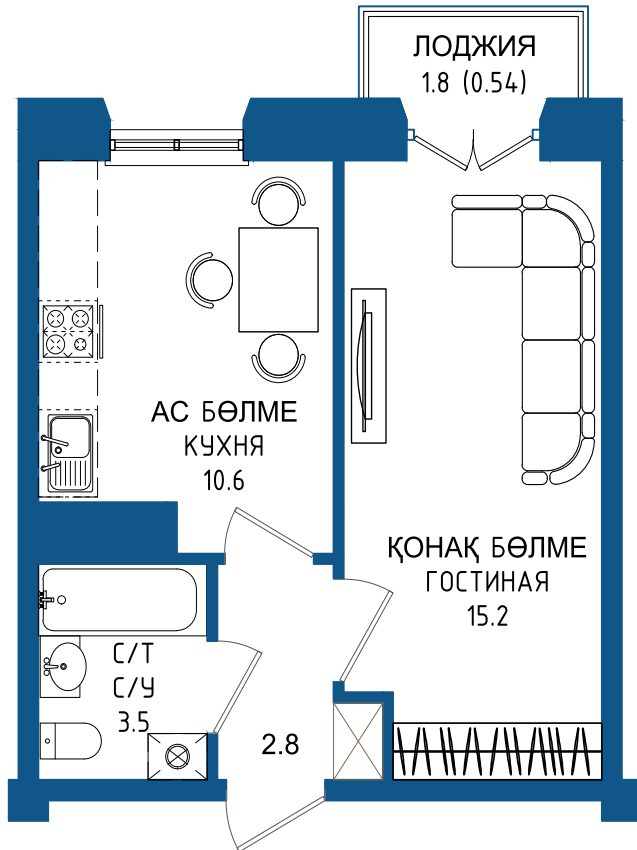 ЛОДЖИЯ
1.8 (0.54)
АС БӨЛМЕ
КУХНЯ
10.6
ҚОНАҚ БӨЛМЕ
ГОСТИНАЯ
15.2
С/Т
С/У
3.5
2.8